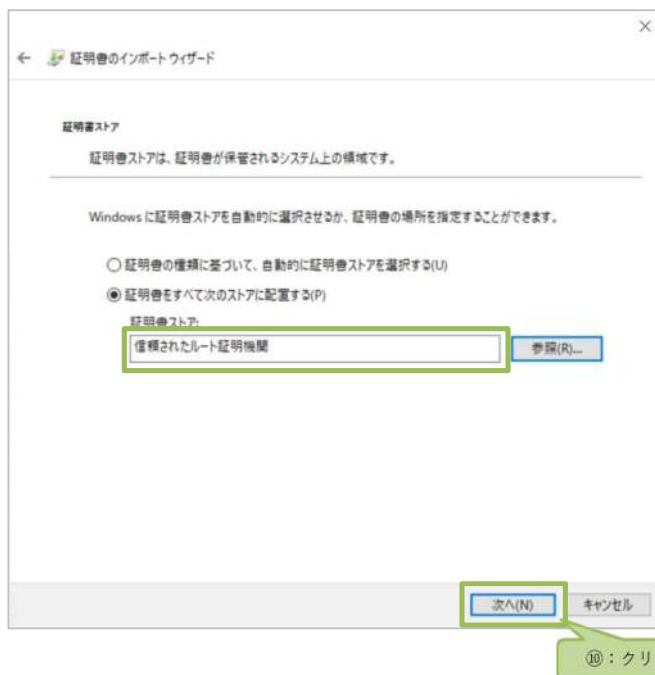 証明書のインポート ウィザード
証明書ストア
証明書ストアは、証明書が保管されるシステム上の領域です。
Windows に証明書ストアを自動的に選択させるか、証明書の場所を指定することができます。
証明書の種類に基づいて、自動的に証明書ストアを選択する(U)
証明書をすべて次のストアに配置する(P)
証明書ストア:
信頼されたルート証明機関
参照(R)...
次へ(N)
キャンセル
⑩：クリ